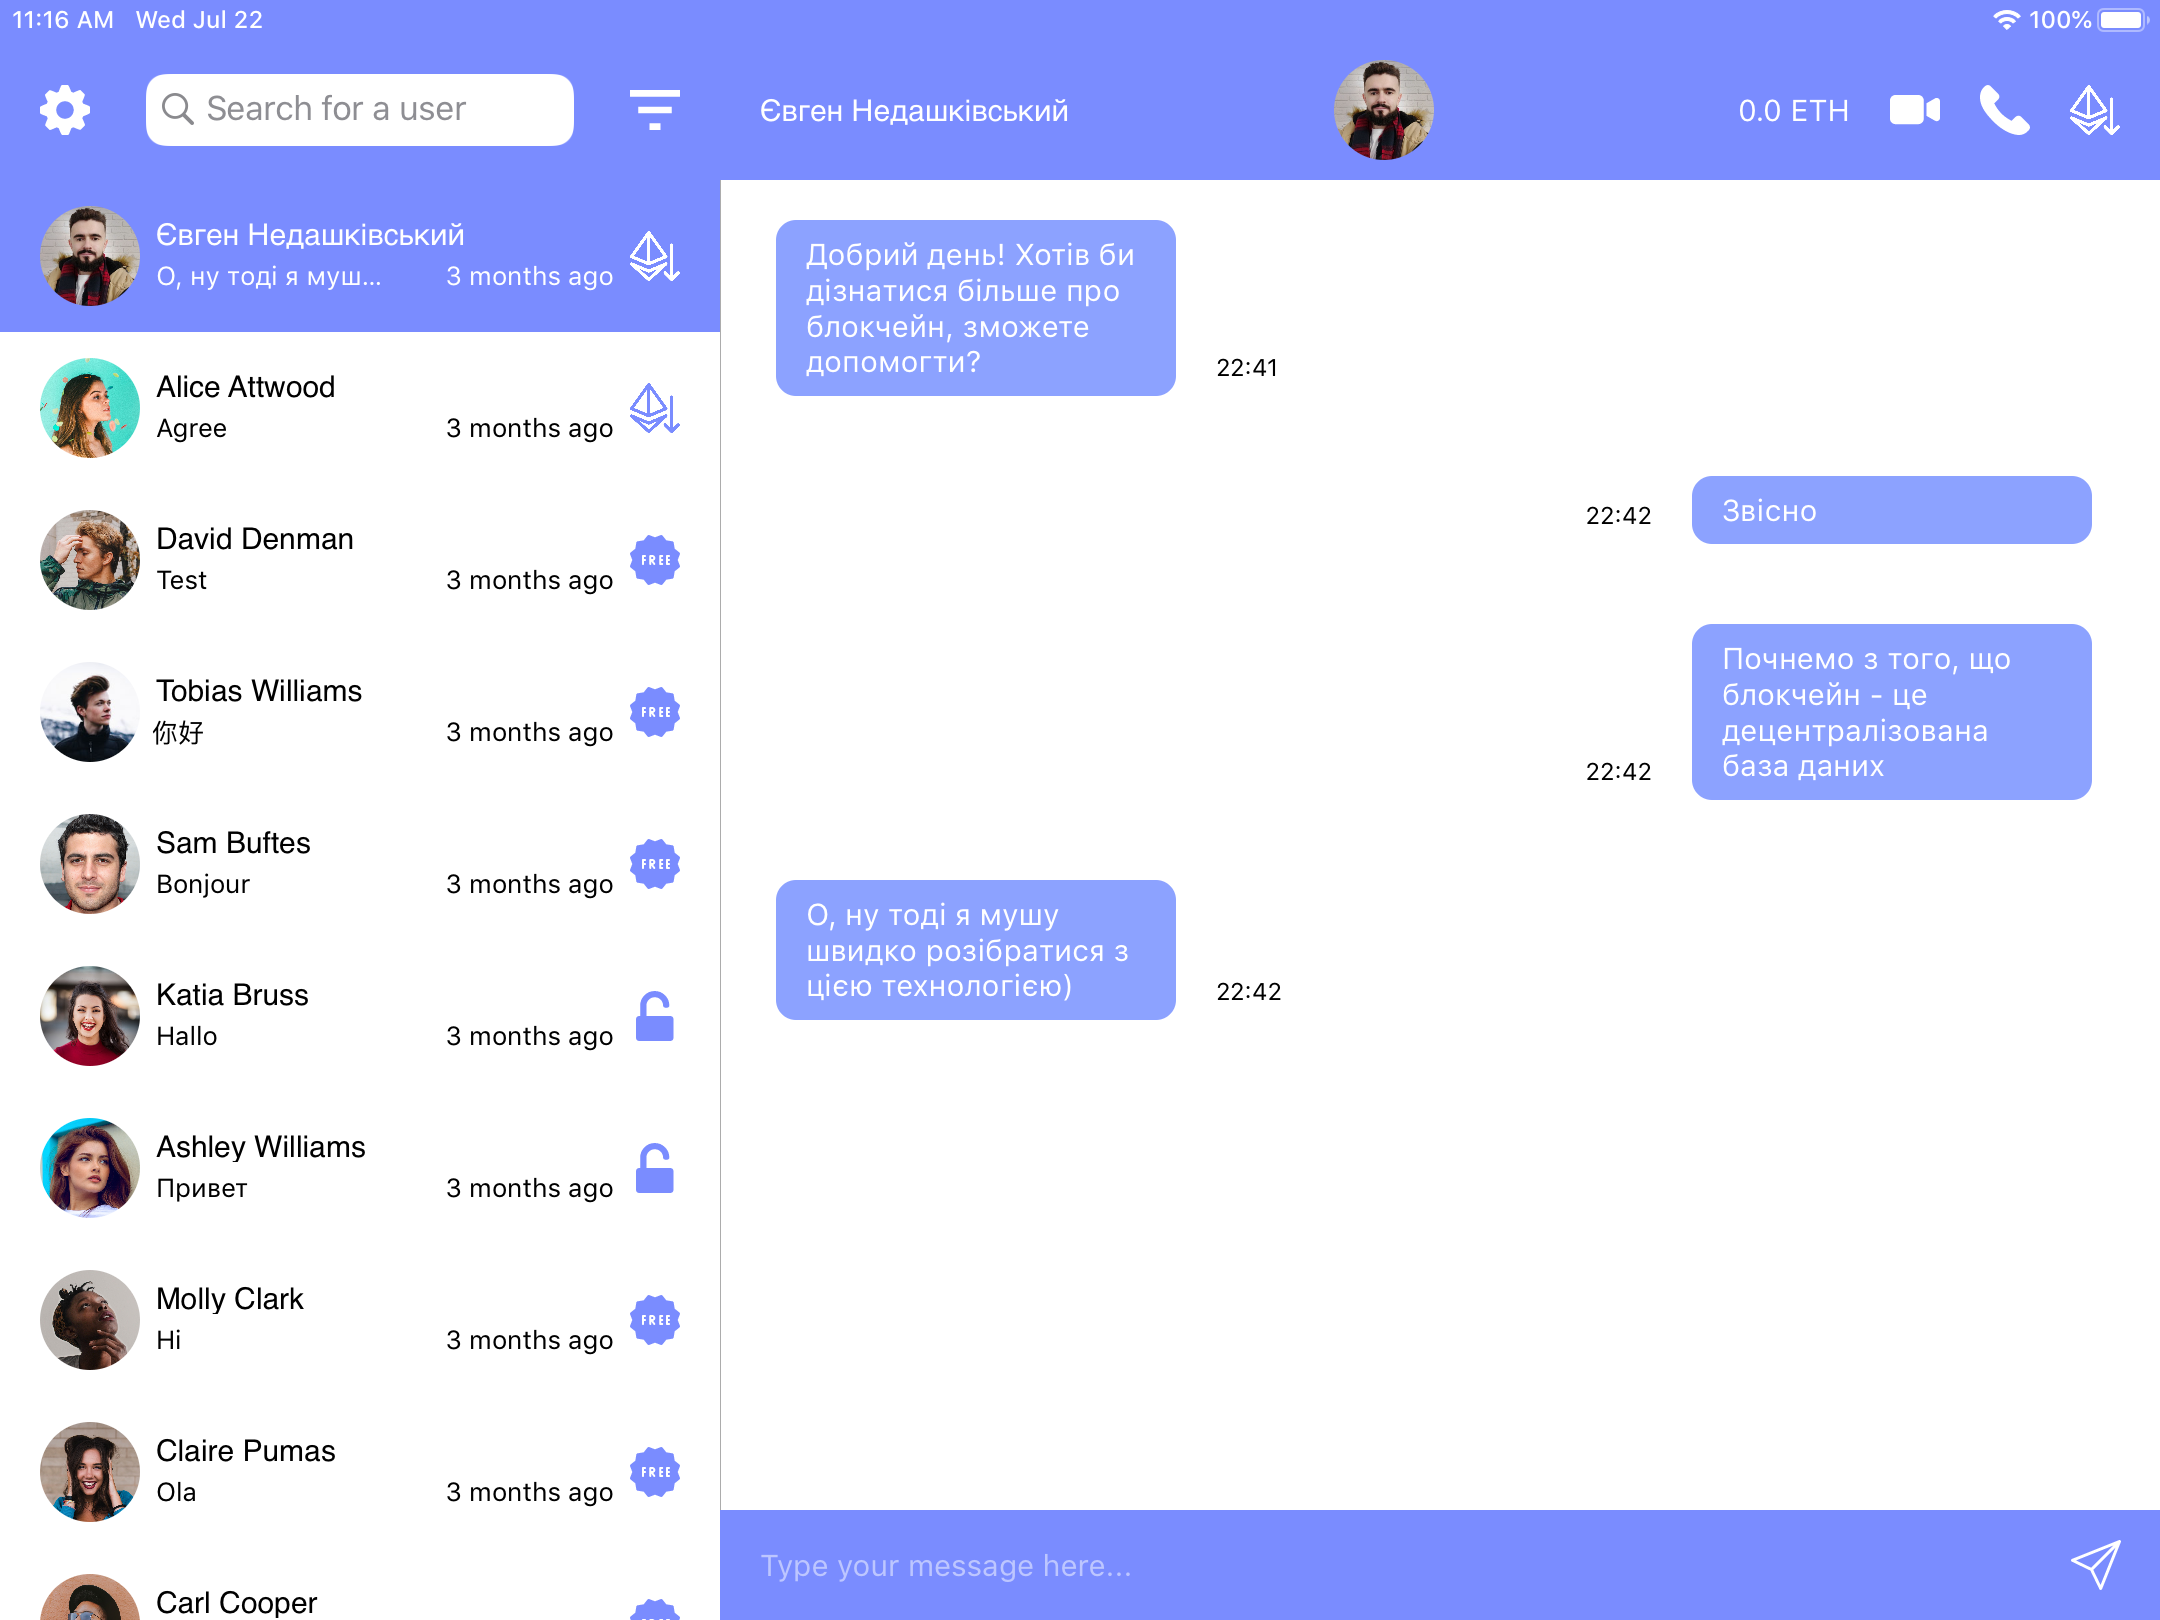 11:16 AM Wed Jul 22
100%
Search for a user
Євген Недашківський
0.0 ETH
Євген Недашківський
О, ну тоді я муш... 3 months ago
Alice Attwood
Agree 3 months ago
David Denman
Test 3 months ago
FREE
Tobias Williams
你好 3 months ago
FREE
Sam Buftes
Bonjour 3 months ago
FREE
Katia Bruss
Hallo 3 months ago
Ashley Williams
Привет 3 months ago
Molly Clark
Hi 3 months ago
FREE
Claire Pumas
Ola 3 months ago
FREE
Carl Cooper
Добрий день! Хотів би
дізнатися більше про
блокчейн, зможете
допомогти?
22:41
Звісно
22:42
Почнемо з того, що
блокчейн - це
децентралізована
база даних
22:42
О, ну тоді я мушу
швидко розібратися з
цією технологією)
22:42
Type your message here...